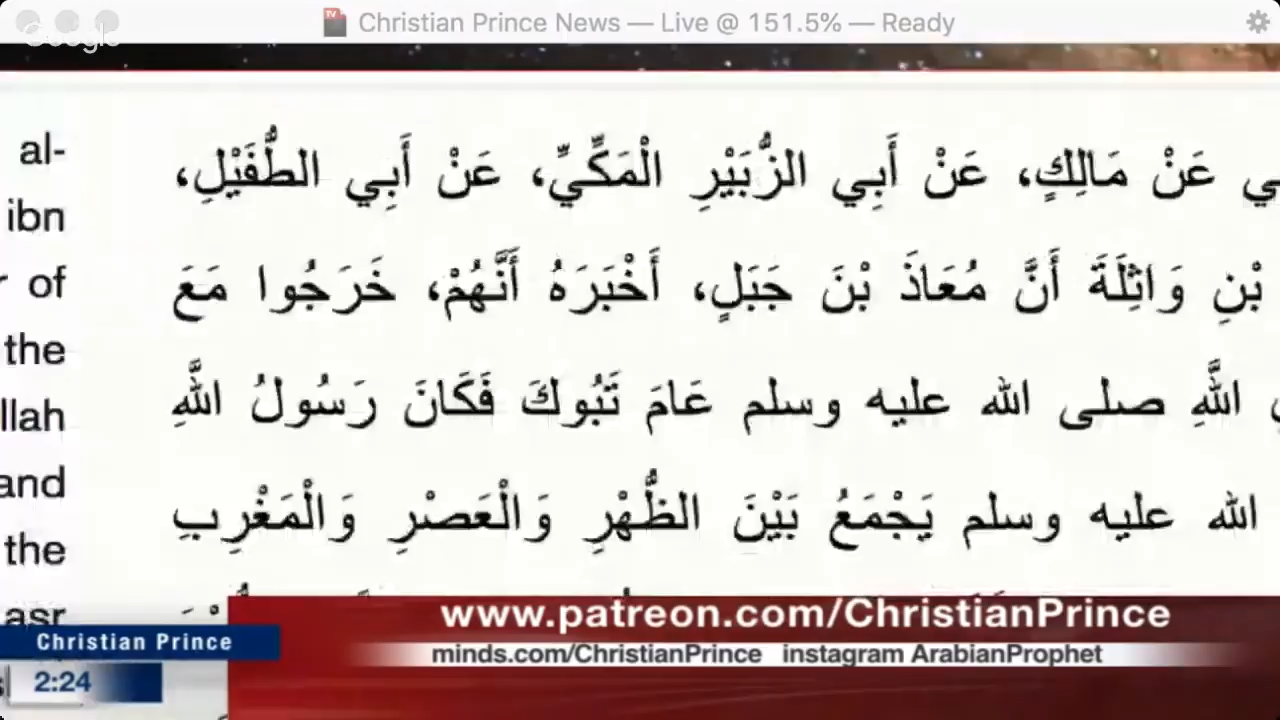 Christian Prince News — Live @ 151.5% — Ready
Google
al-
ibn
of
the
llah
and
the
asr
عَنْ مَالِكٍ، عَنْ أَبِي الزُّبَيْرِ الْمَكِّيِّ، عَنْ أَبِي الطُّفَيْلِ،
بْنِ وَاثِلَةَ أَنَّ مُعَاذَ بْنَ جَبَلٍ، أَخْبَرَهُ أَنَّهُمْ، خَرَجُوا مَعَ
اللَّهِ صلى الله عليه وسلم عَامَ تَبُوكَ فَكَانَ رَسُولُ اللَّهِ
الله عليه وسلم يَجْمَعُ بَيْنَ الظُّهْرِ وَالْعَصْرِ وَالْمَغْرِبِ
www.patreon.com/ChristianPrince
Christian Prince
minds.com/ChristianPrince instagram ArabianProphet
2:24